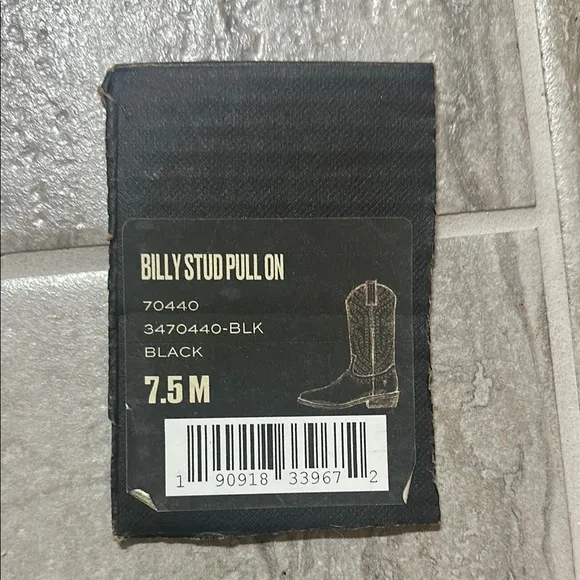 BILLY STUD PULL ON
70440
3470440-BLK
BLACK
7.5 M
1 90918 33967 2